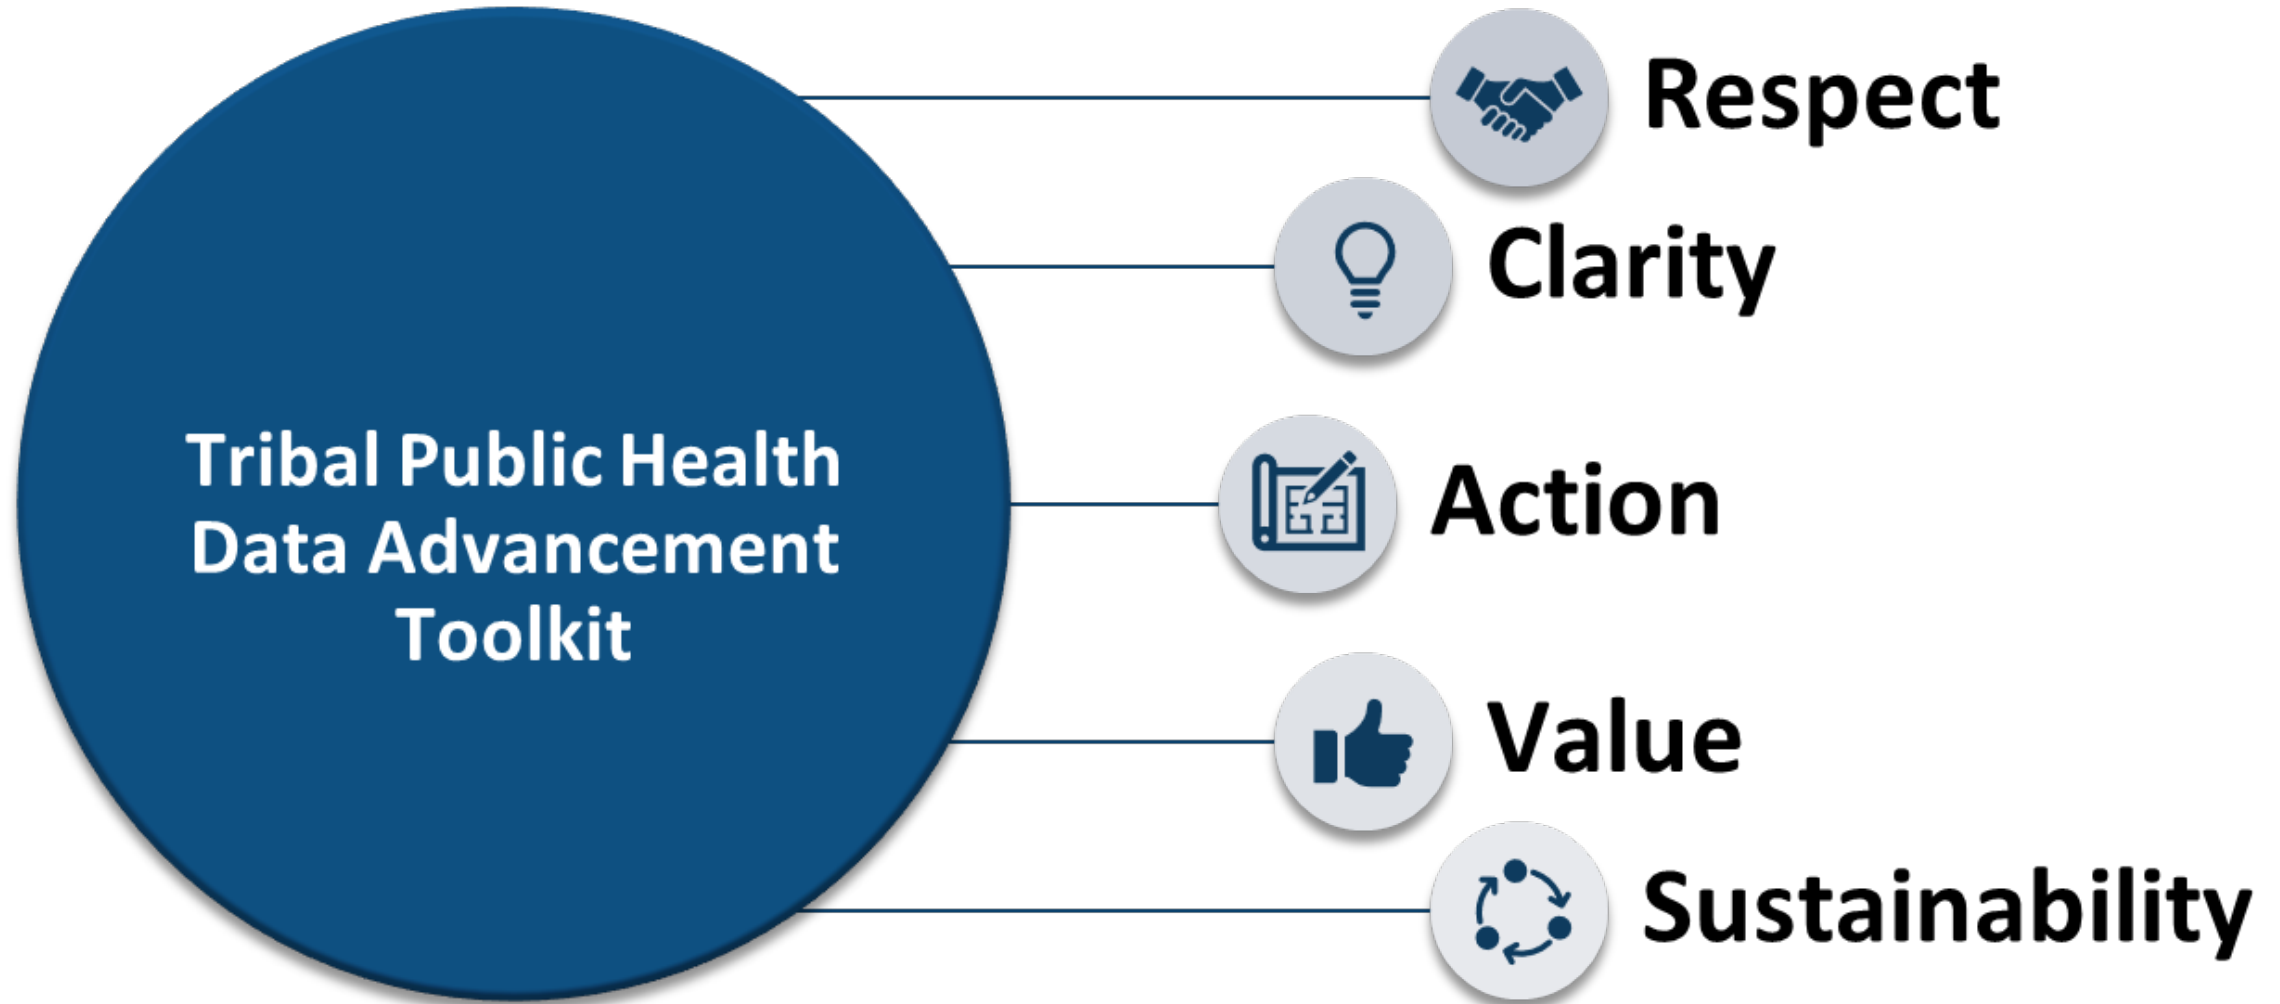 Tribal Public Health
Data Advancement
Toolkit
Respect
Clarity
Action
Value
Sustainability